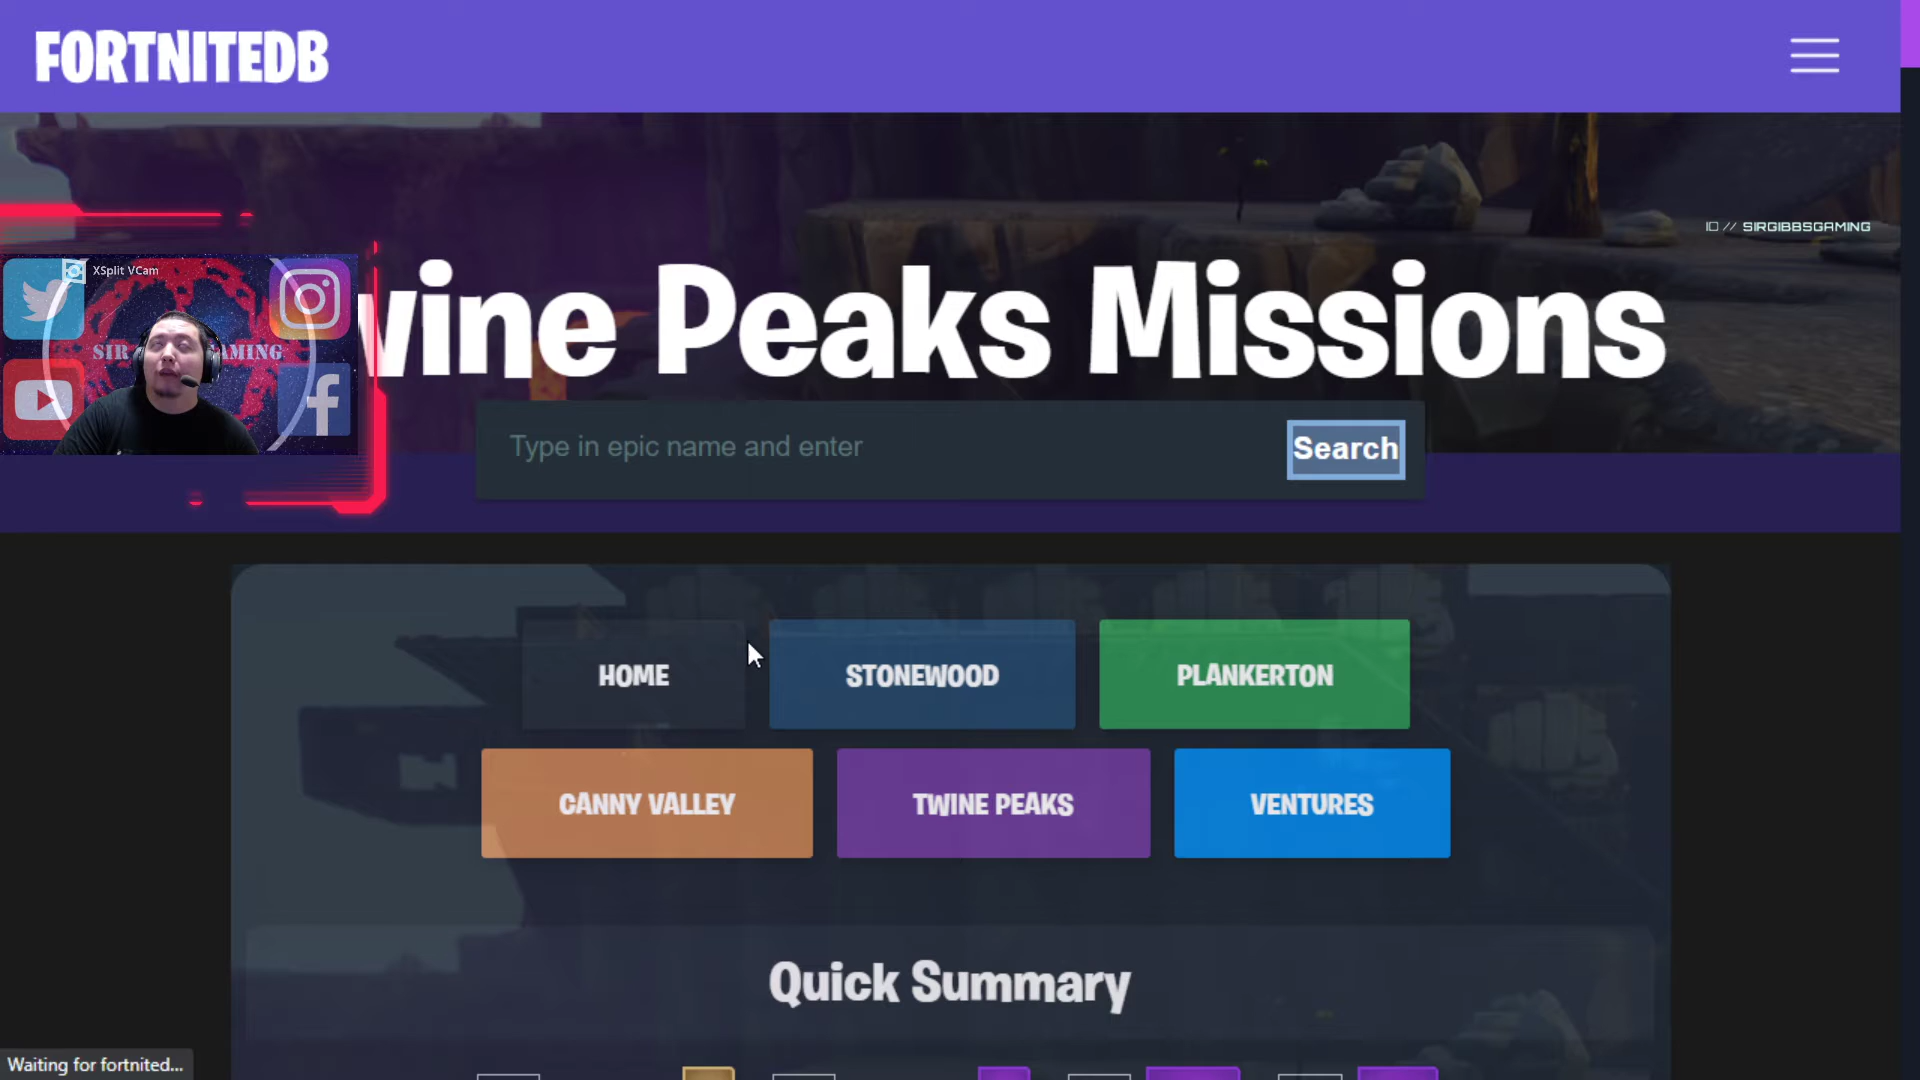 FORTNITEDB
ID // SIRGIBBSGAMING
XSplit VCam
SIR AMING
wine Peaks Missions
Type in epic name and enter
Search
HOME
STONEWOOD
PLANKERTON
CANNY VALLEY
TWINE PEAKS
VENTURES
Quick Summary
Waiting for fortnited...